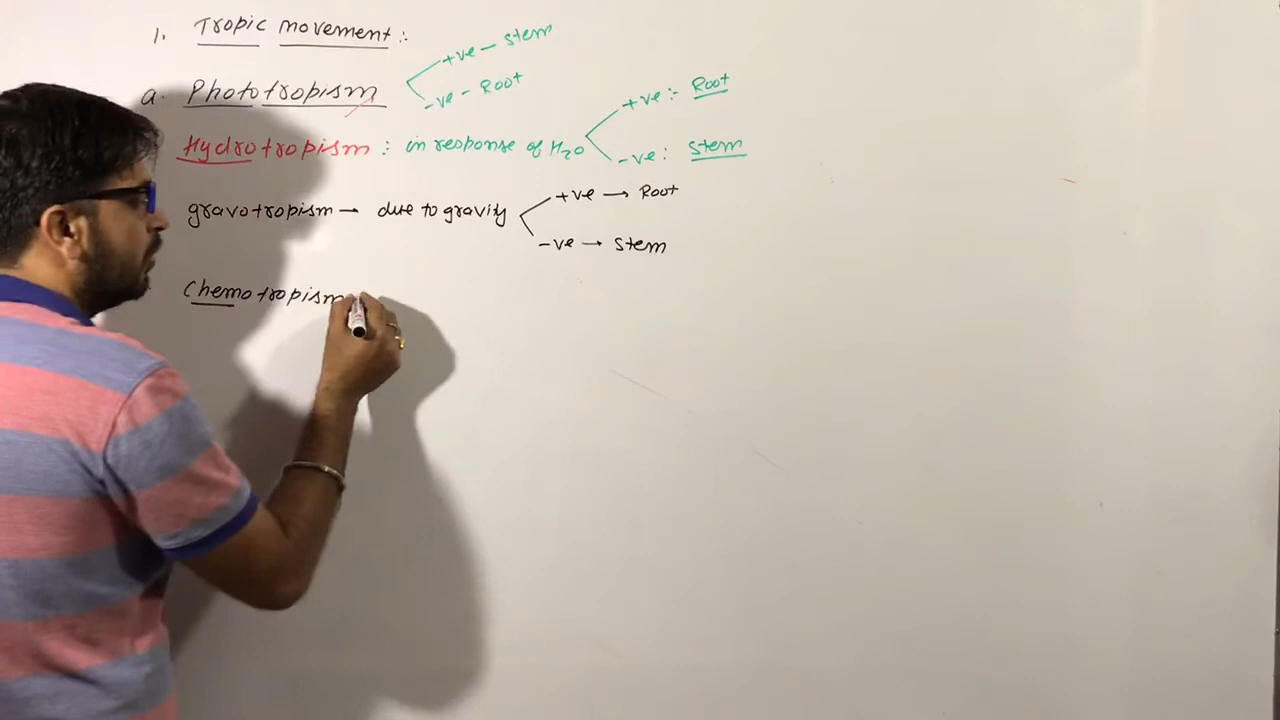 1. Tropic movement :
a. Phototropism +ve - stem
-ve - Root
Hydrotropism : in response of H2O +ve :- Root
-ve : stem
gravotropism → due to gravity +ve → Root
-ve → stem
Chemotropism